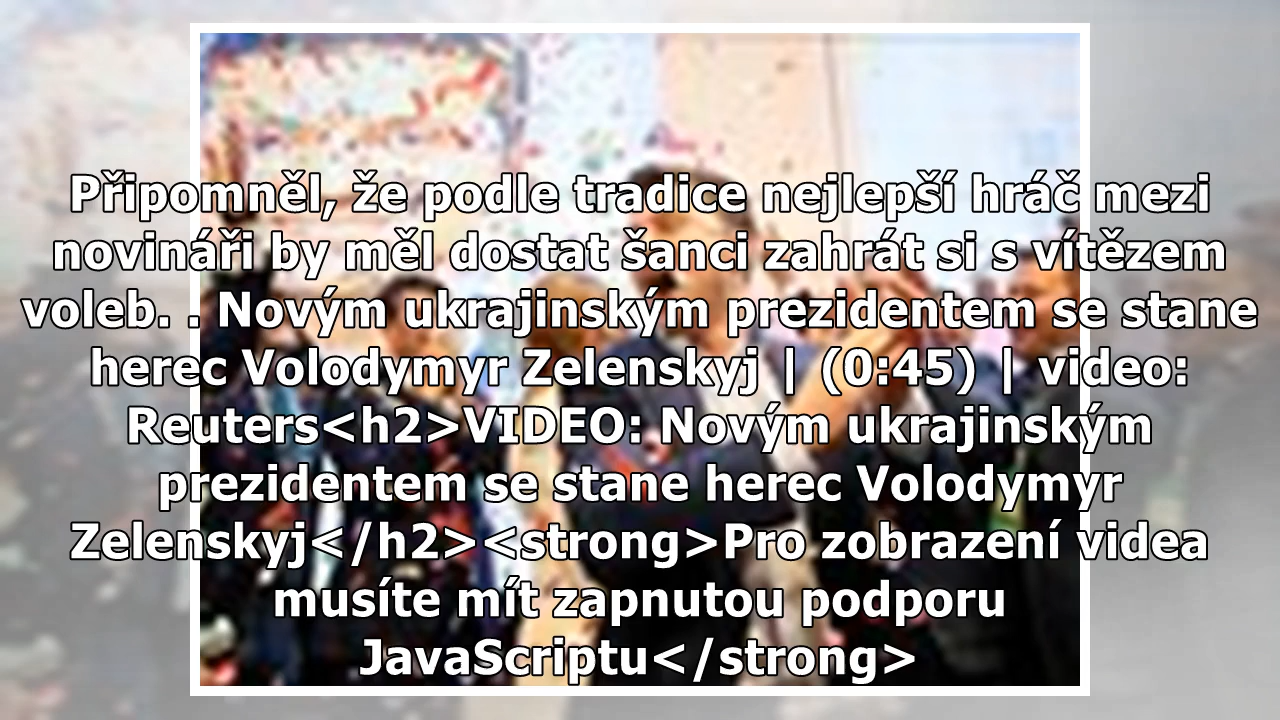 Připomněl, že podle tradice nejlepší hráč mezi
novináři by měl dostat šanci zahrát si s vítězem
voleb. . Novým ukrajinským prezidentem se stane
herec Volodymyr Zelenskyj | (0:45) | video:
Reuters<h2>VIDEO: Novým ukrajinským
prezidentem se stane herec Volodymyr
Zelenskyj</h2><strong>Pro zobrazení videa
musíte mít zapnutou podporu
JavaScriptu</strong>